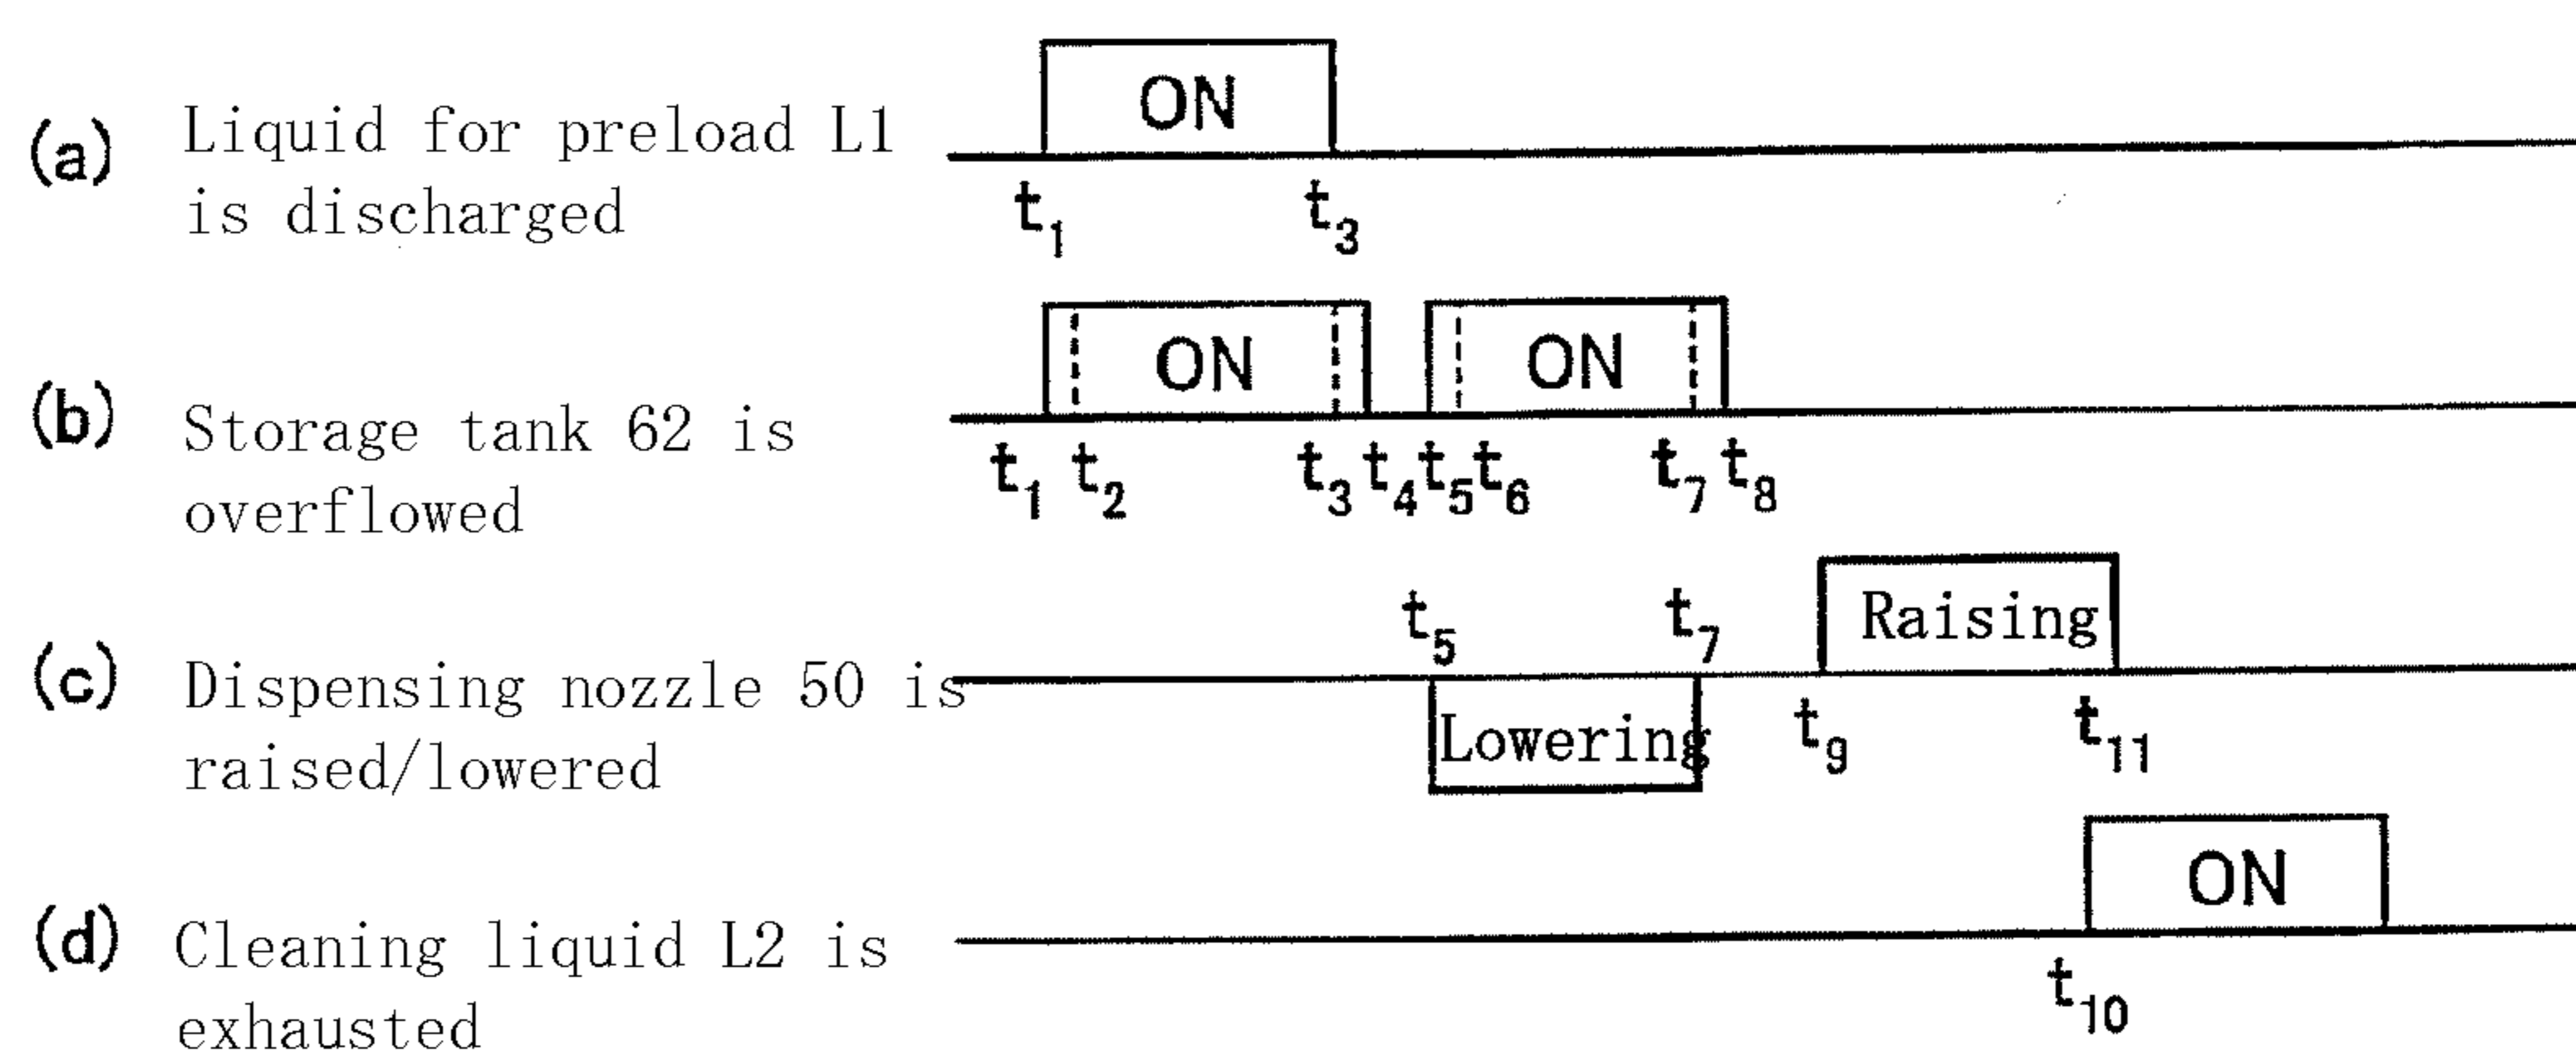 ON
(a) Liquid for preload L1
is discharged
t1 t3
ON ON
(b) Storage tank 62 is
overflowed
t1 t2 t3 t4 t5 t6 t7 t8
t5 t7 Raising
(c) Dispensing nozzle 50 is
raised/lowered
Lowering t9 t11
ON
(d) Cleaning liquid L2 is
exhausted
t10